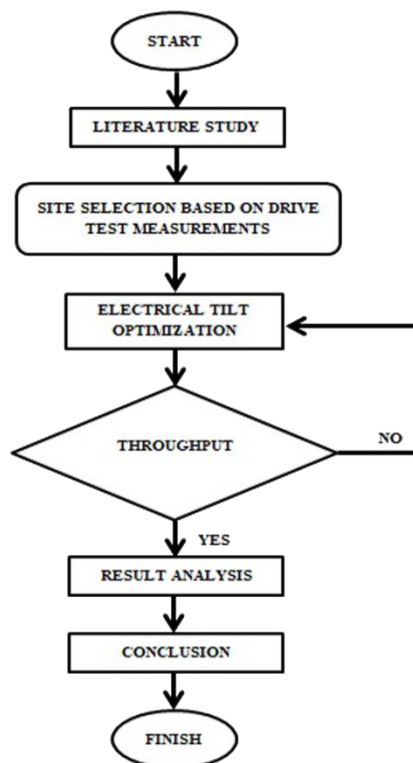 START
LITERATURE STUDY
SITE SELECTION BASED ON DRIVE
TEST MEASUREMENTS
ELECTRICAL TILT
OPTIMIZATION
THROUGHPUT
NO
YES
RESULT ANALYSIS
CONCLUSION
FINISH